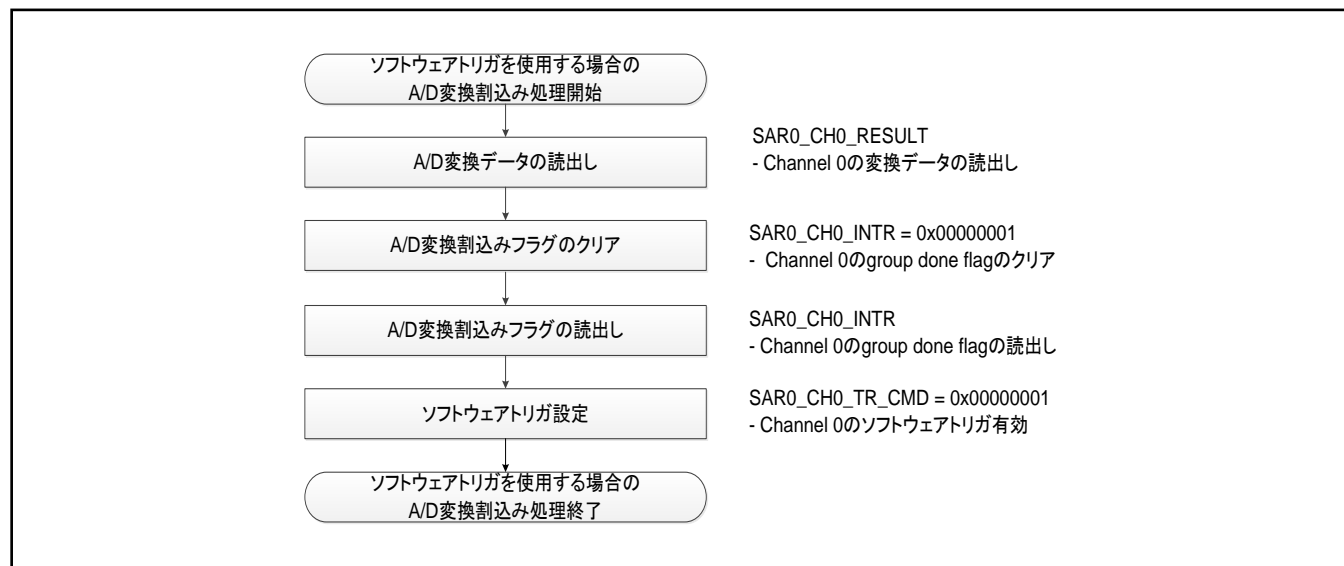 ソフトウェアトリガを使用する場合の
A/D変換割込み処理開始
A/D変換データの読出し
SAR0_CH0_RESULT
- Channel 0の変換データの読出し
A/D変換割込みフラグのクリア
SAR0_CH0_INTR = 0x00000001
- Channel 0のgroup done flagのクリア
A/D変換割込みフラグの読出し
SAR0_CH0_INTR
- Channel 0のgroup done flagの読出し
ソフトウェアトリガ設定
SAR0_CH0_TR_CMD = 0x00000001
- Channel 0のソフトウェアトリガ有効
ソフトウェアトリガを使用する場合の
A/D変換割込み処理終了